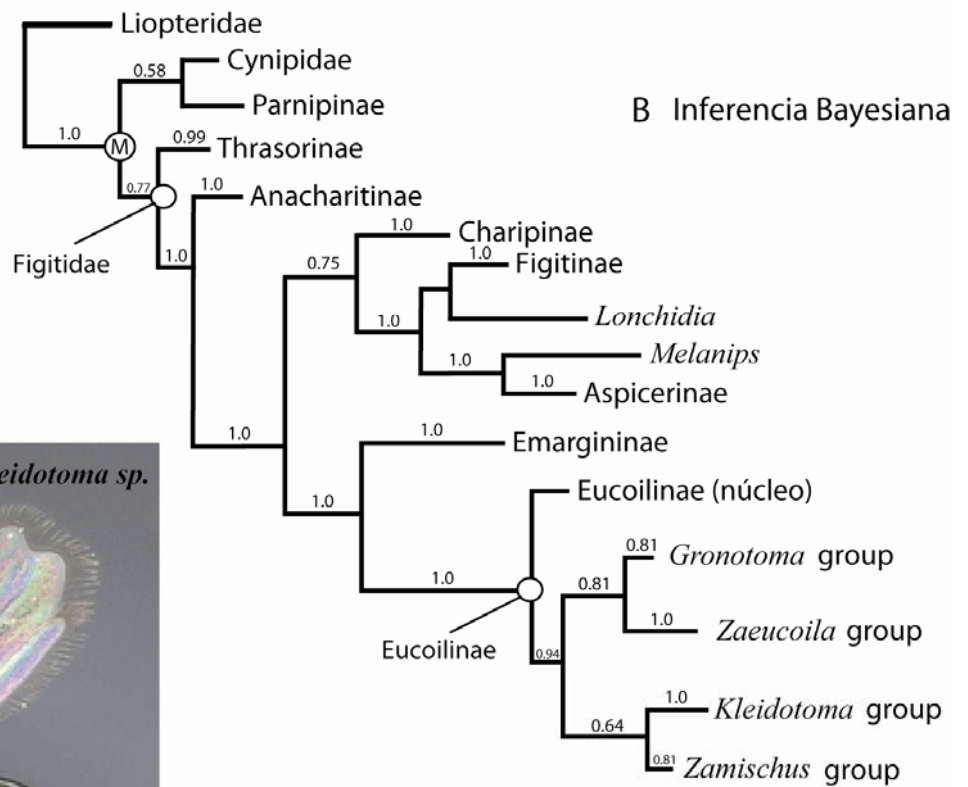 Liopteridae
0.58
Cynipidae
Parnipinae
B Inferencia Bayesiana
1.0
M
0.99
Thrasorinae
0.77
1.0
Anacharitinae
Figitidae
1.0
1.0
Charipinae
0.75
1.0
Figitinae
1.0
Lonchidia
1.0
Melanips
1.0
Aspicerinae
1.0
1.0
Emargininae
eidotoma sp.
1.0
Eucoilinae (núcleo)
0.81
Gronotoma group
1.0
0.81
1.0
Zaeucoila group
Eucoilinae
0.94
1.0
Kleidotoma group
0.64
0.81
Zamischus group